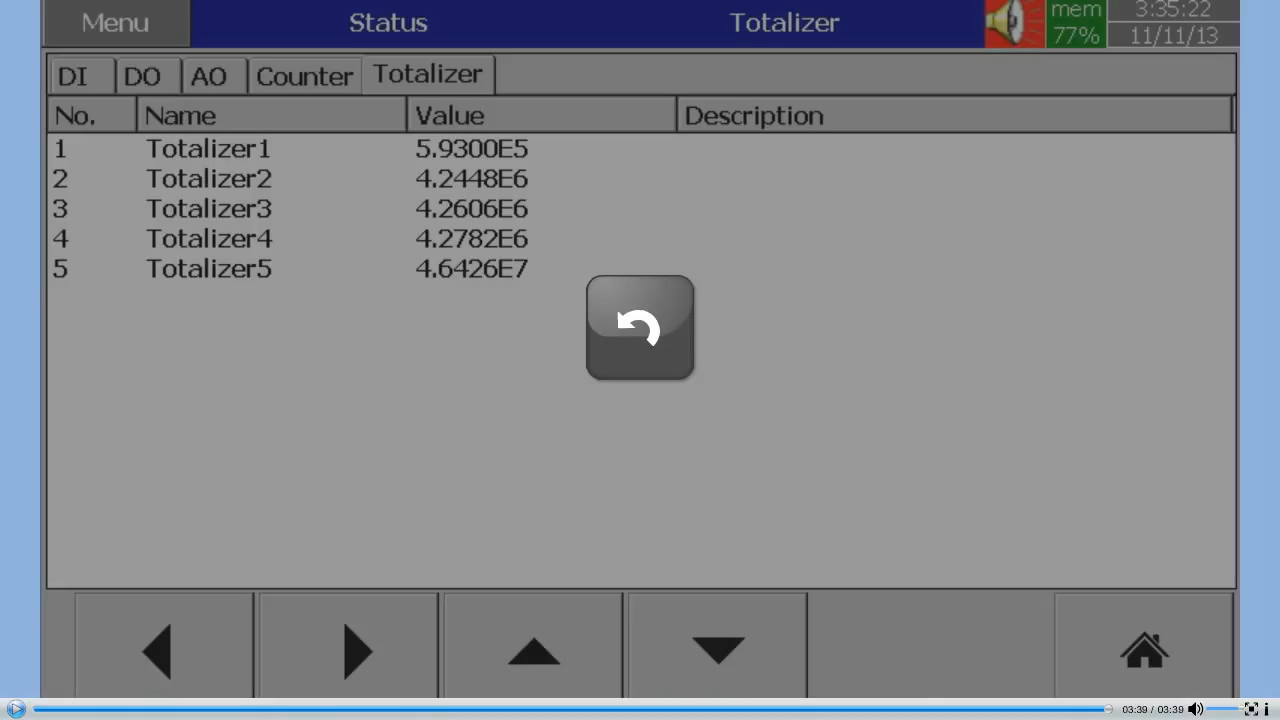 Menu Status Totalizer mem 77% 3:35:22 11/11/13
DI DO AO Counter Totalizer
No. Name Value Description
1 Totalizer1 5.9300E5
2 Totalizer2 4.2448E6
3 Totalizer3 4.2606E6
4 Totalizer4 4.2782E6
5 Totalizer5 4.6426E7
03:39 / 03:39